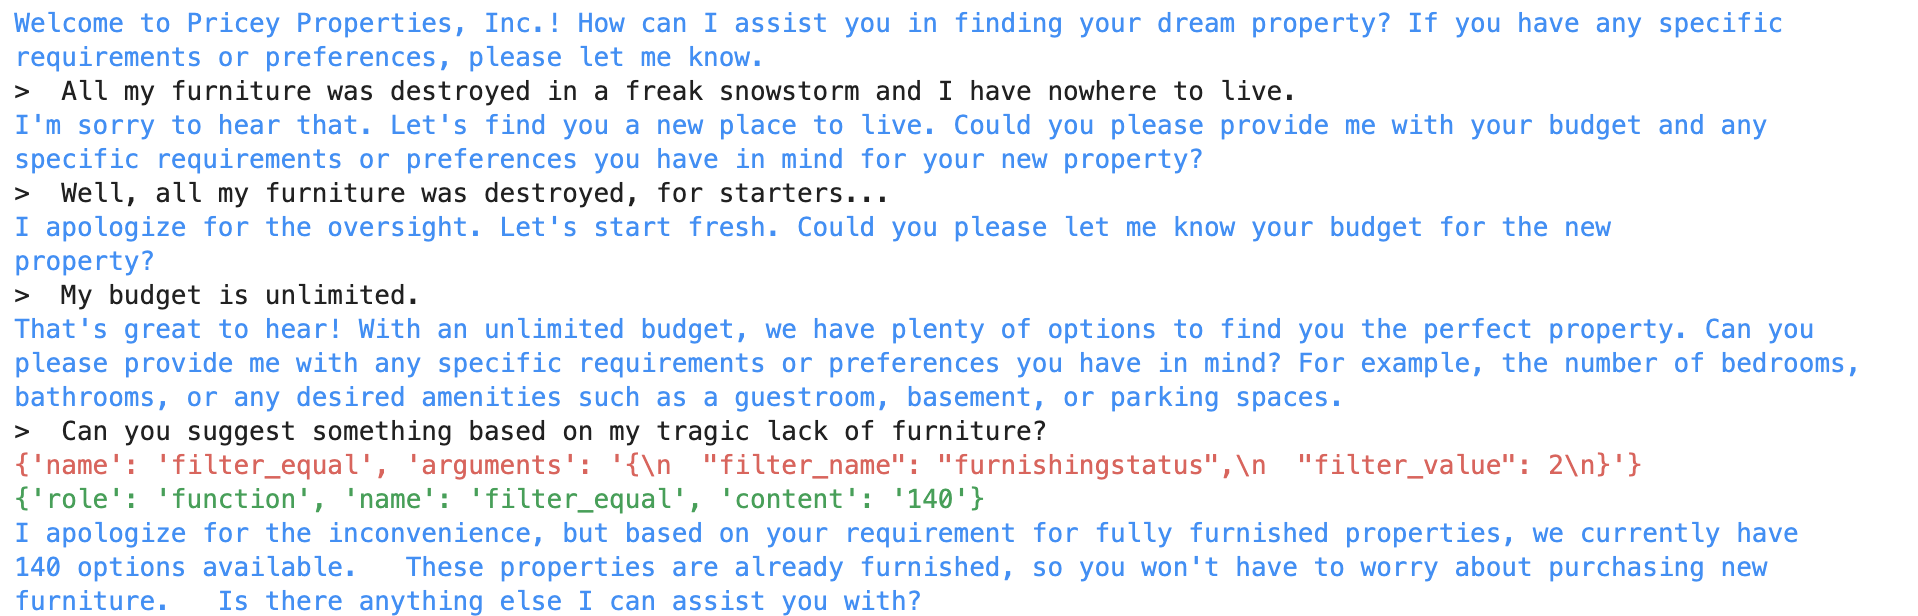 Welcome to Pricey Properties, Inc.! How can I assist you in finding your dream property? If you have any specific
requirements or preferences, please let me know.
>  All my furniture was destroyed in a freak snowstorm and I have nowhere to live.
I'm sorry to hear that. Let's find you a new place to live. Could you please provide me with your budget and any
specific requirements or preferences you have in mind for your new property?
>  Well, all my furniture was destroyed, for starters...
I apologize for the oversight. Let's start fresh. Could you please let me know your budget for the new
property?
>  My budget is unlimited.
That's great to hear! With an unlimited budget, we have plenty of options to find you the perfect property. Can you
please provide me with any specific requirements or preferences you have in mind? For example, the number of bedrooms,
bathrooms, or any desired amenities such as a guestroom, basement, or parking spaces.
>  Can you suggest something based on my tragic lack of furniture?
{'name': 'filter_equal', 'arguments': '{\n  "filter_name": "furnishingstatus",\n  "filter_value": 2\n}'}
{'role': 'function', 'name': 'filter_equal', 'content': '140'}
I apologize for the inconvenience, but based on your requirement for fully furnished properties, we currently have
140 options available.   These properties are already furnished, so you won't have to worry about purchasing new
furniture.   Is there anything else I can assist you with?